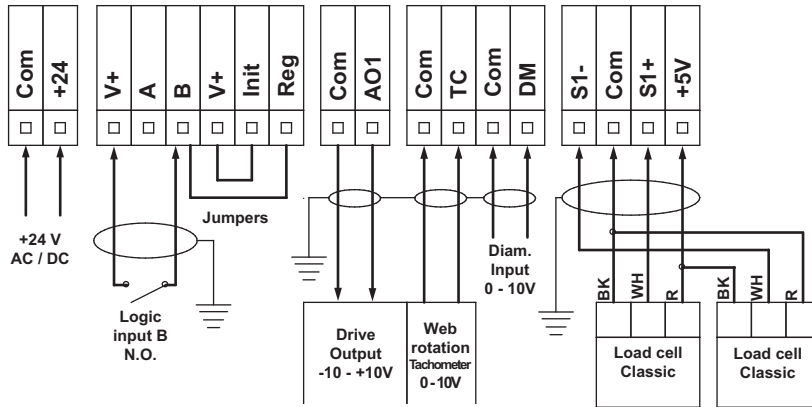 Com
+24
V+
A
B
V+
Init
Reg
Com
AO1
Com
TC
Com
DM
S1-
Com
S1+
+5V
+24 V
AC / DC
Jumpers
Logic
input B
N.O.
Diam.
Input
0 - 10V
Drive
Output
-10 - +10V
Web
rotation
Tachometer
0-10V
BK
WH
R
BK
WH
R
Load cell
Classic
Load cell
Classic